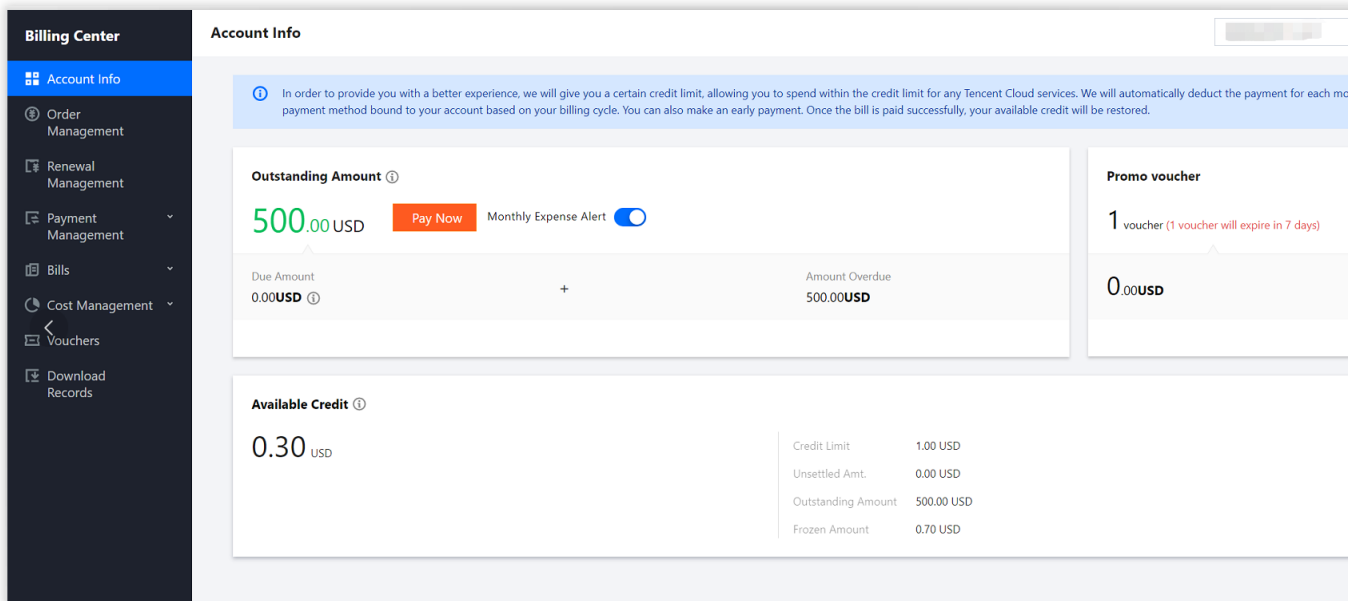 Billing Center
Account Info
Order
Management
Renewal
Management
Payment
Management
Bills
Cost Management
Vouchers
Download
Records
Account Info
In order to provide you with a better experience, we will give you a certain credit limit, allowing you to spend within the credit limit for any Tencent Cloud services. We will automatically deduct the payment for each mo
payment method bound to your account based on your billing cycle. You can also make an early payment. Once the bill is paid successfully, your available credit will be restored.
Outstanding Amount
500.00 USD
Pay Now
Monthly Expense Alert
Due Amount
0.00USD
+
Amount Overdue
500.00USD
Promo voucher
1 voucher (1 voucher will expire in 7 days)
0.00USD
Available Credit
0.30 USD
Credit Limit 1.00 USD
Unsettled Amt. 0.00 USD
Outstanding Amount 500.00 USD
Frozen Amount 0.70 USD